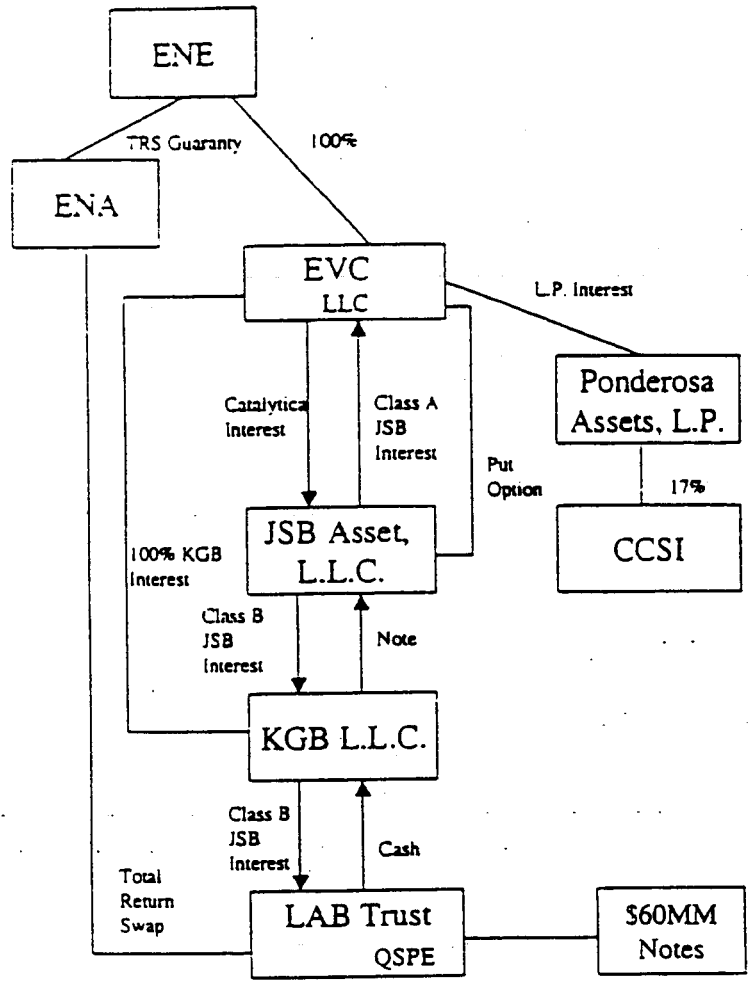 ENE
TRS Guaranty
100%
ENA
EVC
LLC
L.P. Interest
Ponderosa
Assets, L.P.
Catalytica
Interest
Class A
JSB
Interest
Put
Option
17%
CCSI
JSB Asset,
L.L.C.
100% KGB
Interest
Class B
JSB
Interest
Note
KGB L.L.C.
Class B
JSB
Interest
Cash
Total
Return
Swap
LAB Trust
QSPE
$60MM
Notes